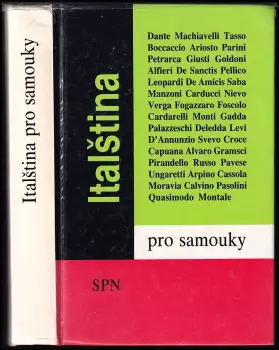 Italština pro samouky
Italština
Dante Machiavelli Tasso
Boccaccio Ariosto Parini
Petrarca Giusti Goldoni
Alfieri De Sanctis Pellico
Leopardi De Amicis Saba
Manzoni Carducci Nievo
Verga Fogazzaro Foscolo
Cardarelli Monti Gadda
Palazzeschi Deledda Levi
D'Annunzio Svevo Croce
Capuana Alvaro Gramsci
Pirandello Russo Pavese
Ungaretti Arpino Cassola
Moravia Calvino Pasolini
Quasimodo Montale
pro samouky
SPN